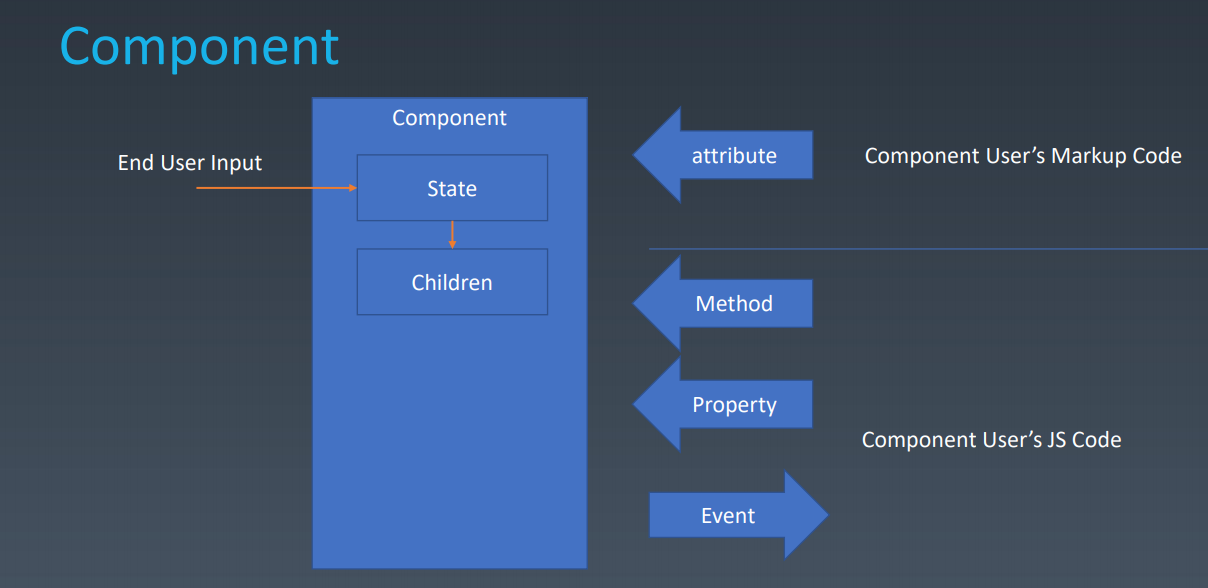 Component
Component
End User Input
State
Children
attribute
Component User’s Markup Code
Method
Property
Component User’s JS Code
Event